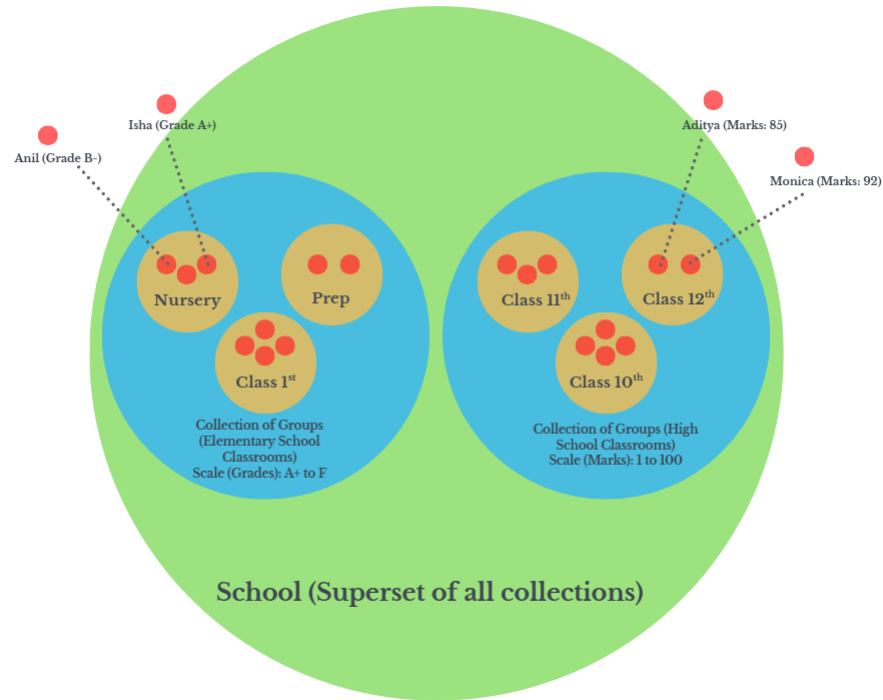 Isha (Grade A+)
Anil (Grade B-)
Aditya (Marks: 85)
Monica (Marks: 92)
Nursery
Prep
Class 1st
Collection of Groups
(Elementary School
Classrooms)
Scale (Grades): A+ to F
Class 11th
Class 12th
Class 10th
Collection of Groups (High
School Classrooms)
Scale (Marks): 1 to 100
School (Superset of all collections)